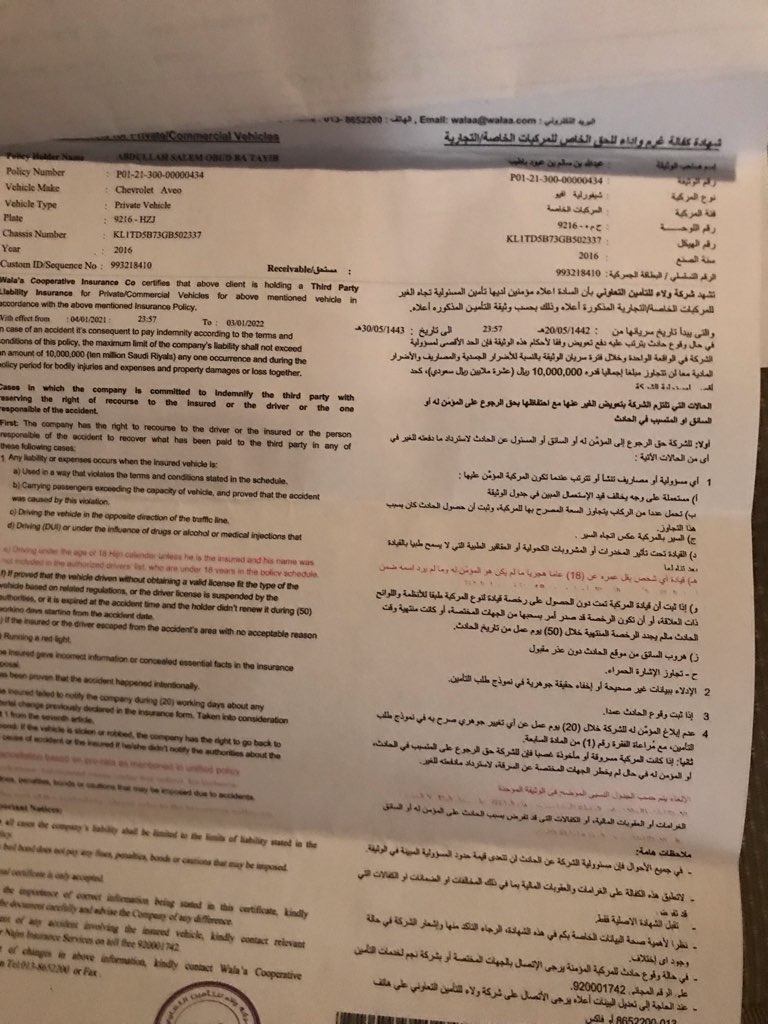 البريد الالكتروني : walaa@walaa.com :Email , الهاتف : 8652200 -013
for Private/Commercial Vehicles
شهادة كفالة غرم واداء للحق الخاص للمركبات الخاصة/التجارية
Policy Holder Name : ABDULLAH SALEM OBUD BA TAYIB
Policy Number : P01-21-300-00000434
Vehicle Make : Chevrolet Aveo
Vehicle Type : Private Vehicle
Plate : 9216 - HZJ
Chassis Number : KL1TD5B73GB502337
Year : 2016
Custom ID/Sequence No : 993218410
Receivable/مستحق :
اسم صاحب الوثيقة : عبدالله بن سالم بن عبود باطيب
رقم الوثيقة : P01-21-300-00000434
نوع المركبة : شيفورلية افيو
فئة المركبة : المركبات الخاصة
رقم اللوحة : 9216 -
رقم الهيكل : KL1TD5B73GB502337
سنة الصنع : 2016
الرقم التسلسلي / البطاقة الجمركية : 993218410
Wala'a Cooperative Insurance Co certifies that above client is holding a Third Party
Liability Insurance for Private/Commercial Vehicles for above mentioned vehicle in
accordance with the above mentioned Insurance Policy.
With effect from : 04/01/2021 : 23:57 To : 03/01/2022
in case of an accident it's consequent to pay indemnity according to the terms and
conditions of this policy, the maximum limit of the company's liability shall not exceed
an amount of 10,000,000 (ten million Saudi Riyals) any one occurrence and during the
policy period for bodily injuries and expenses and property damages or loss together.
Cases in which the company is committed to indemnify the third party with
reserving the right of recourse to the insured or driver or the one
responsible of the accident.
First: The company has the right to recourse to the driver or the insured or the person
responsible of the accident to recover what has been paid to the third party in any of
these following cases:
1 Any liability or expenses occurs when the insured vehicle is:
a) Used in a way that violates the terms and conditions stated in the schedule.
b) Carrying passengers exceeding the capacity of vehicle, and proved that the accident
was caused by this violation.
c) Driving the vehicle in the opposite direction of the traffic line.
d) Driving (DUI) or under the influence of drugs or alcohol or medical injections that
e) Driving under the age of 18 Hijri calendar unless he is the insured and his name was
not included in the authorized drivers' list, who are under 18 years in the policy schedule.
f) If proved that the vehicle driven without obtaining a valid license fit the type of the
vehicle based on related regulations, or the driver license is suspended by the
authorities, or it is expired at the accident time and the holder didn't renew it during (50)
working days starting from the accident date.
) If the insured or the driver escaped from the accident's area with no acceptable reason
) Running a red light.
insured gave incorrect information or concealed essential facts in the insurance
been proven that the accident happened intentionally.
insured failed to notify the company during (20) working days about any
change previously declared in the insurance form. Taken into consideration
1 from the seventh article.
If the vehicle is stolen or robbed, the company has the right to go back to
cause of accident or the insured if he/she didn't notify the authorities about the
cancellation based on pro-rata as mentioned in unified policy
penalties, bonds or cautions that may be imposed due to accidents.
Important Notices:
all cases the company's liability shall be limited to the limits of liability stated in the
bail bond does not pay any fines, penalties, bonds or cautions that may be imposed.
certificate is only accepted.
the importance of correct information being stated in this certificate, kindly
the document carefully and advise the Company of any difference.
of any accident involving the insured vehicle, kindly contact relevant
Najm Insurance Services on toll free 920001742
of changes in above information, kindly contact Wala'a Cooperative
Tel:013-8652200 or Fax
تشهد شركة ولاء للتأمين التعاوني بأن السادة اعلاه مؤمنين لديها تأمين المسئولية تجاه الغير
للمركبات الخاصة/التجارية المذكورة أعلاه وذلك بحسب وثيقة التأمين المذكوره أعلاه.
والتي يبدأ تاريخ سريانها من : 20/05/1442هـ 23:57 الى تاريخ : 30/05/1443هـ
في حال وقوع حادث يترتب عليه دفع تعويض وفقا لأحكام هذه الوثيقة فإن الحد الأقصى لمسئولية
الشركة في الواقعة الواحدة وخلال فترة سريان الوثيقة بالنسبة للأضرار الجسدية والمصاريف والأضرار
المادية معا لن تتجاوز مبلغا إجماليا قدره 10,000,000 ريال (عشرة ملايين ريال سعودي)، كحد
الحالات التي تلتزم الشركة بتعويض الغير عنها مع احتفاظها بحق الرجوع على المؤمن له أو
السائق او المتسبب في الحادث
أولا: للشركة حق الرجوع إلى المؤمن له أو السائق أو المسئول عن الحادث لاسترداد ما دفعته للغير في
أي من الحالات الآتية :
1 أي مسؤولية أو مصاريف تنشأ أو تترتب عندما تكون المركبة المؤمن عليها :
أ) مستعملة على وجه يخالف قيد الإستعمال المبين في جدول الوثيقة
ب) تحمل عددا من الركاب يتجاوز السعة المصرح بها للمركبة، وثبت أن حصول الحادث كان بسبب
هذا التجاوز.
ج) السير بالمركبة عكس اتجاه السير .
د) القيادة تحت تأثير المخدرات أو المشروبات الكحولية أو العقاقير الطبية التي لا يسمح طبيا بالقيادة
بعد تناولها
هـ) قيادة أي شخص يقل عمره عن (18) عاما هجريا ما لم يكن هو المؤمن له وما لم يرد اسمه ضمن
و) إذا ثبت أن قيادة المركبة تمت دون الحصول على رخصة قيادة لنوع المركبة طبقا للأنظمة واللوائح
ذات العلاقة، أو أن تكون الرخصة قد صدر أمر بسحبها من الجهات المختصة، أو كانت منتهية وقت
الحادث مالم يجدد الرخصة المنتهية خلال (50) يوم عمل من تاريخ الحادث.
ز) هروب السائق من موقع الحادث دون عذر مقبول
ح - تجاوز الإشارة الحمراء.
2 الإدلاء ببيانات غير صحيحة أو إخفاء حقيقة جوهرية في نموذج طلب التأمين.
3 إذا ثبت وقوع الحادث عمدا.
4 عدم إبلاغ المؤمن له للشركة خلال (20) يوم عمل عن أي تغيير جوهري صرح به في نموذج طلب
التأمين، مع مُراعاة الفقرة رقم (1) من المادة السابعة.
ثانيا: إذا كانت المركبة مسروقة أو مأخوذة غصبا فإن للشركة حق الرجوع على المتسبب في الحادث،
أو المؤمن له في حال لم يخطر الجهات المختصة عن السرقة، لاسترداد مادفعته للغير.
الإلغاء يتم حسب الجدول النسبي الموضح في الوثيقة الموحدة
الغرامات أو العقوبات المالية، أو الكفالات التى قد تفرض بسبب الحادث على المؤمن له أو السائق
ملاحظات هامة:
- في جميع الأحوال فإن مسوولية الشركة عن الحادث لن تتعدى قيمة حدود المسؤولية المبينة في الوثيقة.
- لاتطبق هذه الكفالة على الغرامات والعقوبات المالية بما في ذلك المخالفات او الضمانات او الكفالات التي
قد تفرض.
- تقبل الشهادة الاصلية فقط.
- نظرا لأهمية صحة البيانات الخاصة بكم في هذه الشهادة، الرجاء التأكد منها وإشعار الشركة في حالة
وجود اى إختلاف.
- في حالة وقوع حادث للمركبة المؤمنة يرجى الإتصال بالجهات المختصة أو بشركة نجم لخدمات التأمين
على الرقم المجاني 920001742.
- عند الحاجة إلى تعديل البيانات أعلاه يرجى الأتصال على شركة ولاء للتأمين التعاوني على هاتف
013-8652200 او فاكس